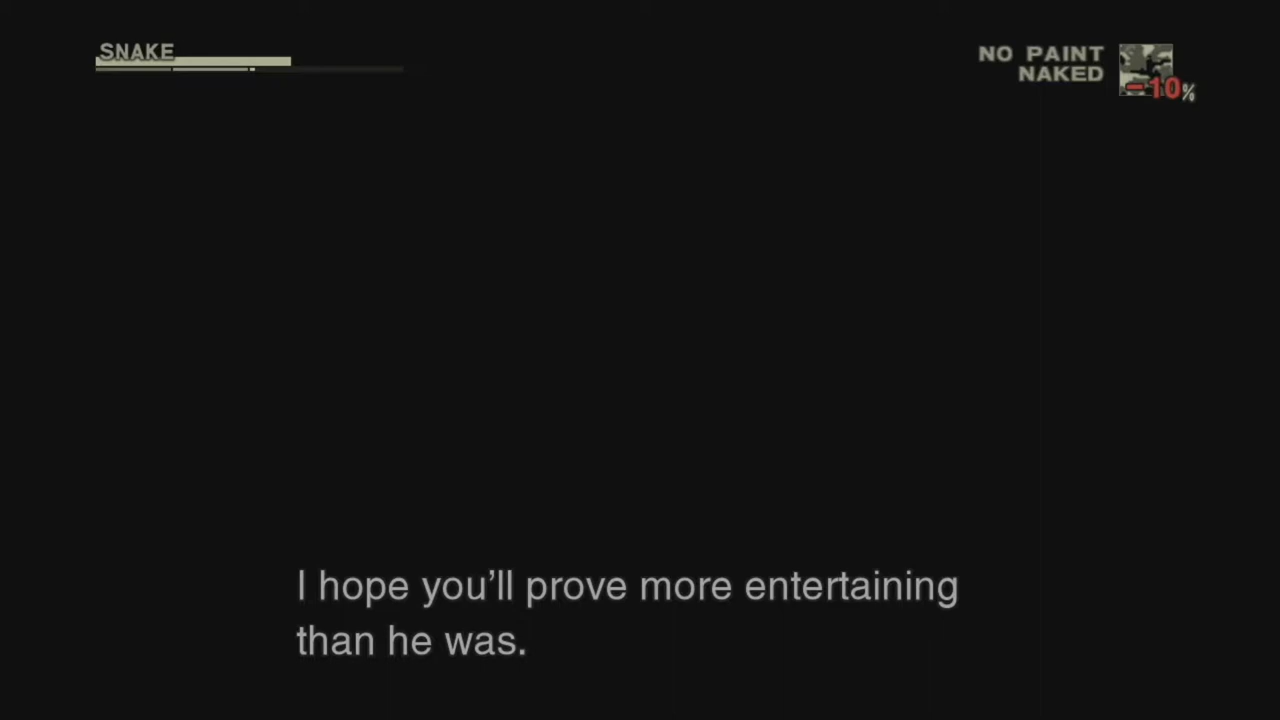 SNAKE
NO PAINT
NAKED
-10%
I hope you’ll prove more entertaining
than he was.